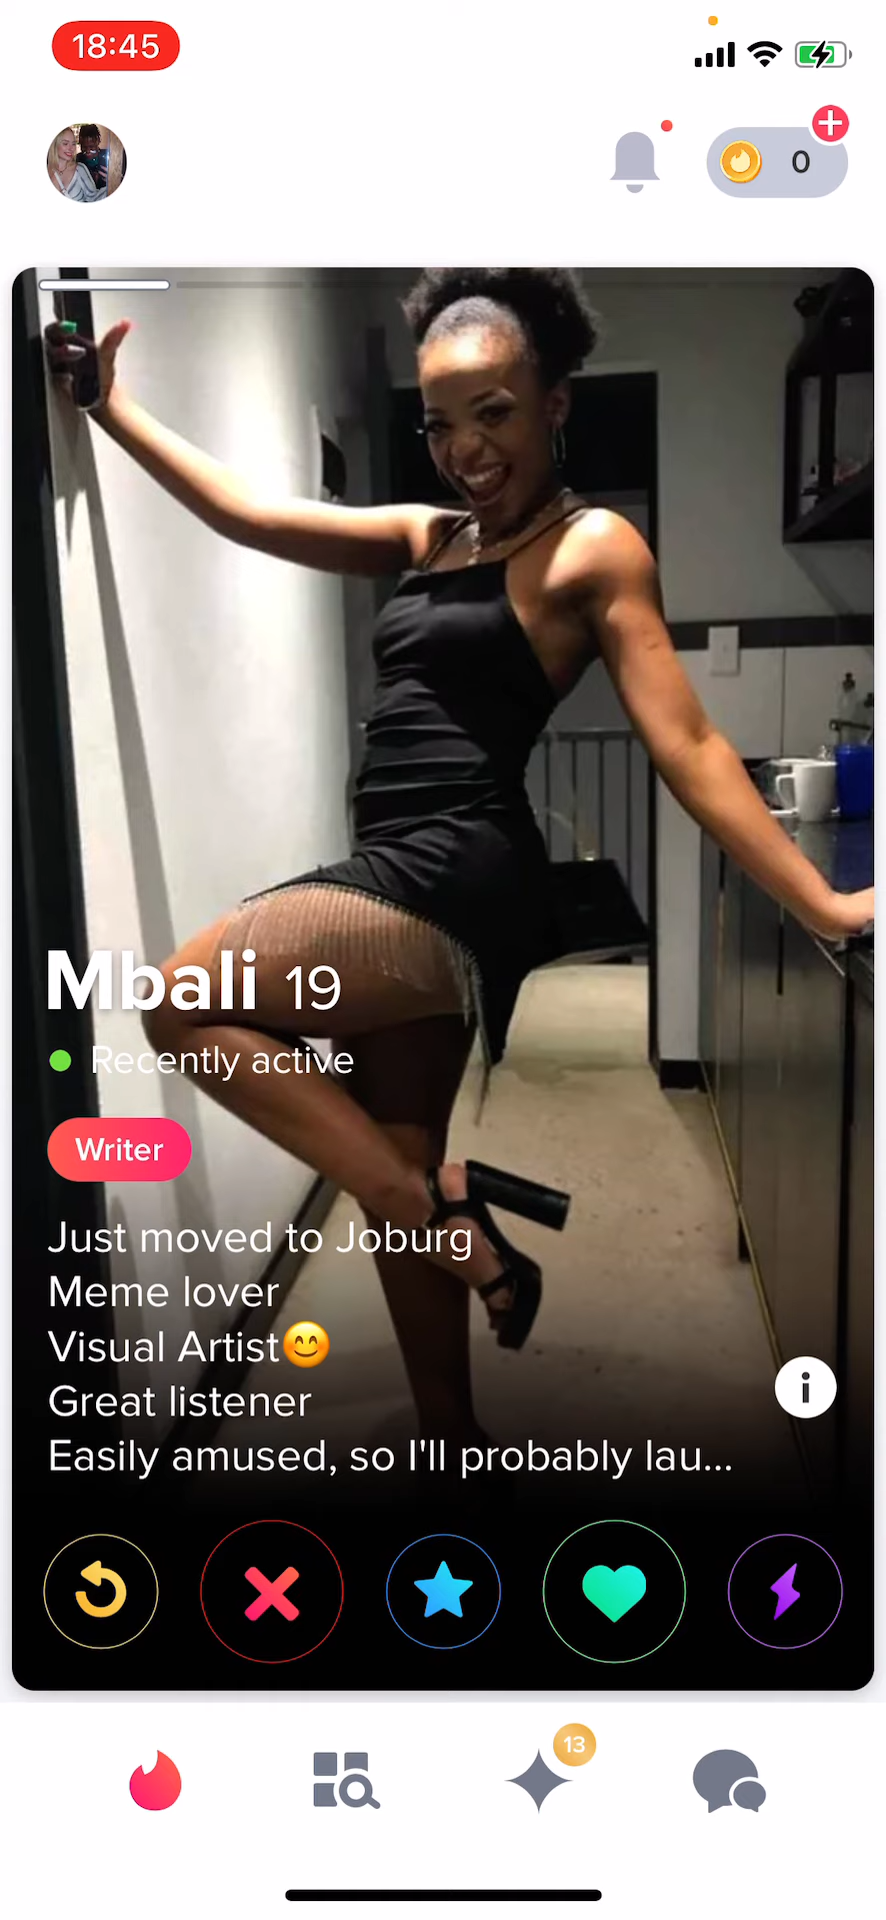 18:45
0
Mbali 19
Recently active
Writer
Just moved to Joburg
Meme lover
Visual Artist😊
Great listener
Easily amused, so I'll probably lau...
13